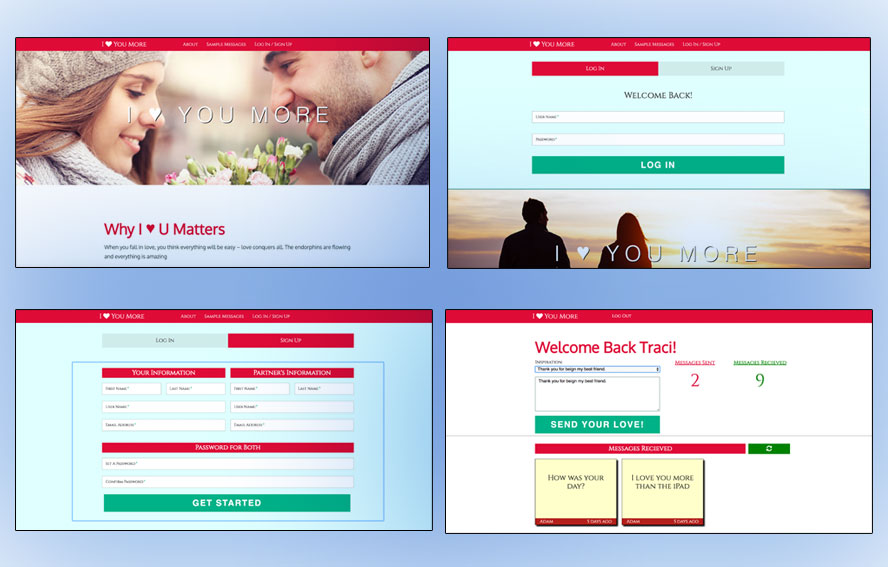 I ♥ You More
About
Sample Messages
Log In / Sign Up
I ♥ YOU MORE
Why I ♥ U Matters
When you fall in love, you think everything will be easy – love conquers all. The endorphins are flowing
and everything is amazing
I ♥ You More
About
Sample Messages
Log In / Sign Up
Log In
Sign Up
Welcome Back!
User Name*
Password*
LOG IN
I ♥ YOU MORE
I ♥ You More
About
Sample Messages
Log In / Sign Up
Log In
Sign Up
Your Information
Partner's Information
First Name*
Last Name*
First Name*
Last Name*
User Name*
User Name*
Email Address*
Email Address*
Password for Both
Set a Password*
Confirm Password*
GET STARTED
I ♥ You More
Log Out
Welcome Back Traci!
Inspiration:
Thank you for beign my best friend.
Thank you for beign my best friend.
SEND YOUR LOVE!
Messages Sent
2
Messages Recieved
9
Messages Recieved
How was your
day?
Adam
5 days ago
I love you more
than the iPad
Adam
5 days ago